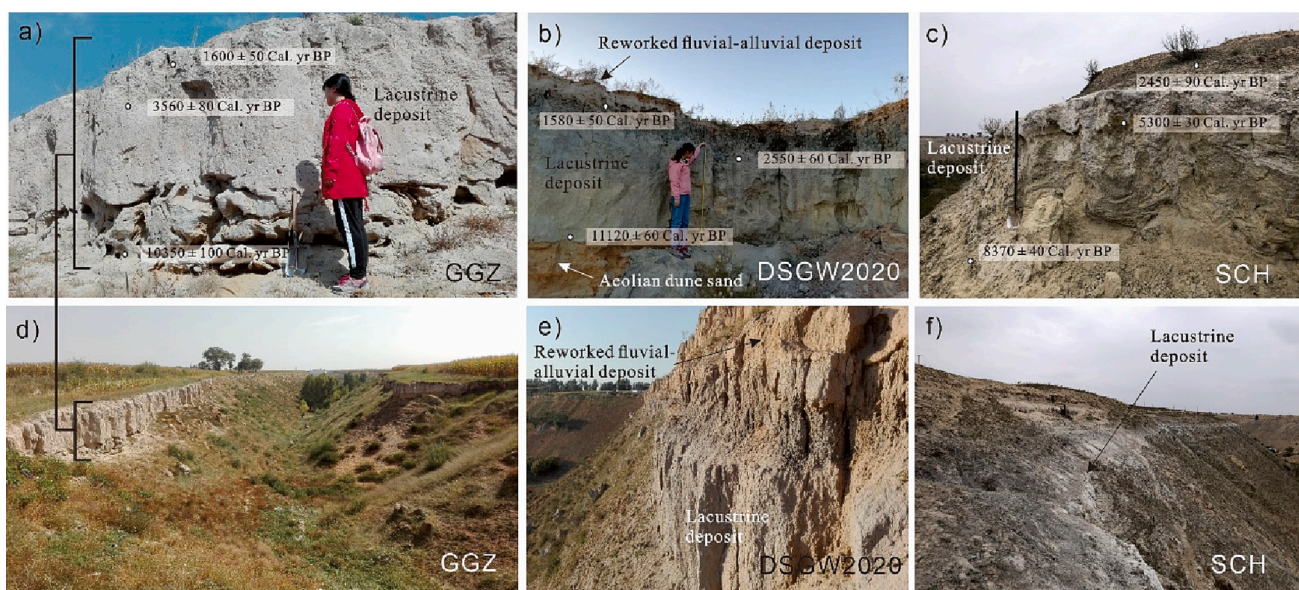 a)
1600 ± 50 Cal. yr BP
3560 ± 80 Cal. yr BP
Lacustrine
deposit
10350 ± 100 Cal. yr BP
GGZ
b)
Reworked fluvial-alluvial deposit
1580 ± 50 Cal. yr BP
Lacustrine
deposit
2550 ± 60 Cal. yr BP
11120 ± 60 Cal. yr BP
Aeolian dune sand
DSGW2020
c)
2450 ± 90 Cal. yr BP
5300 ± 30 Cal. yr BP
Lacustrine
deposit
8370 ± 40 Cal. yr BP
SCH
d)
GGZ
e)
Reworked fluvial-
alluvial deposit
Lacustrine
deposit
DSGW2020
f)
Lacustrine
deposit
SCH